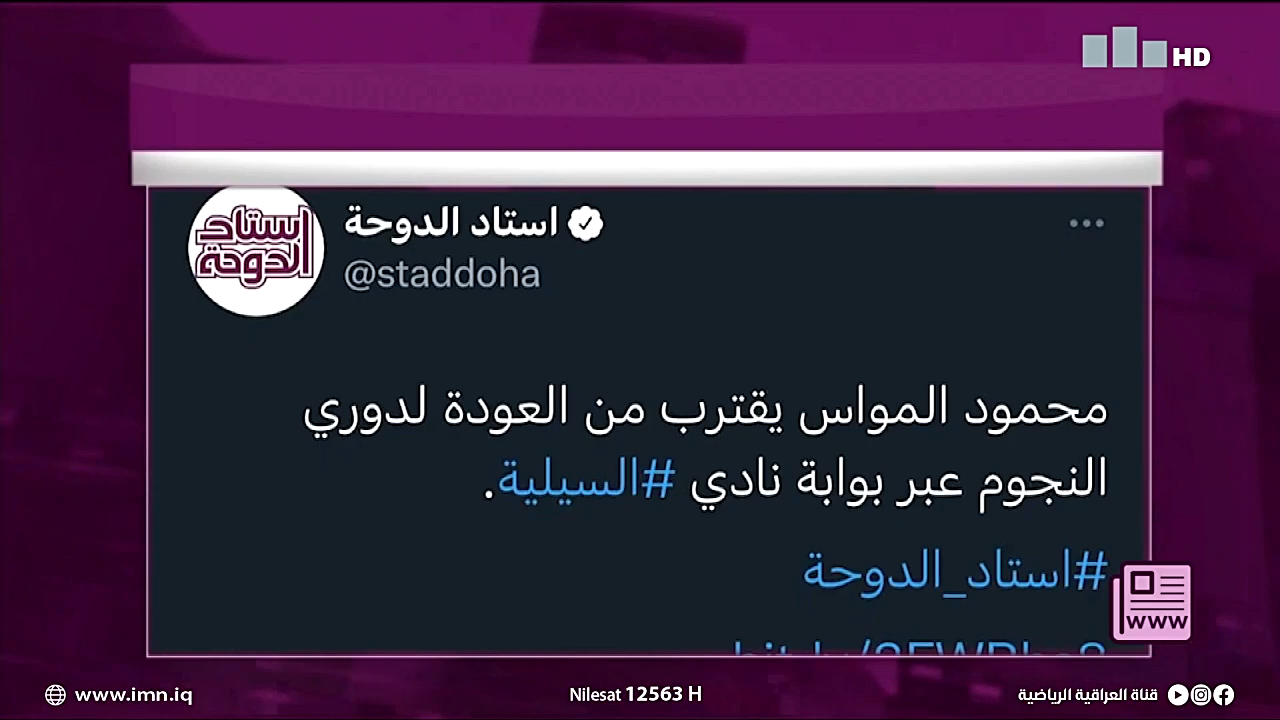 HD
استاد الدوحة
استاد الدوحة
@staddoha
محمود المواس يقترب من العودة لدوري
النجوم عبر بوابة نادي #السيلية.
#استاد_الدوحة
www
www.imn.iq
Nilesat 12563 H
قناة العراقية الرياضية